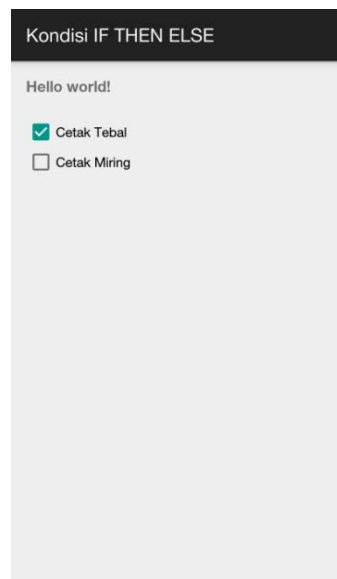 Kondisi IF THEN ELSE
Hello world!
Cetak Tebal
Cetak Miring